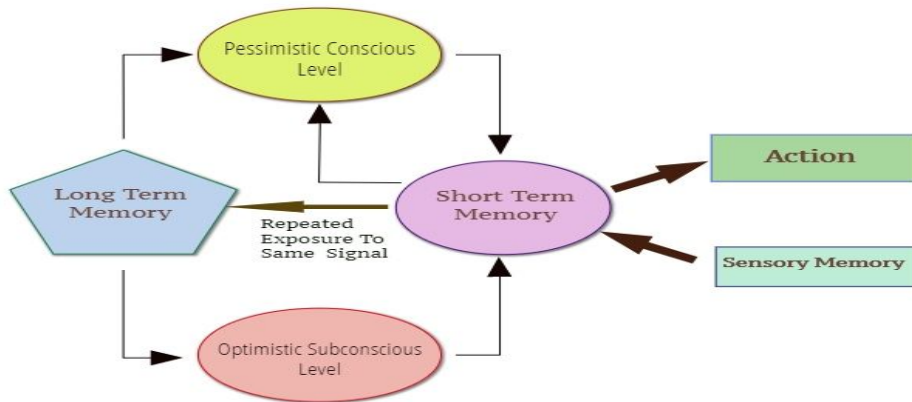 Pessimistic Conscious
Level
Long Term
Memory
Repeated
Exposure To
Same Signal
Short Term
Memory
Action
Sensory Memory
Optimistic Subconscious
Level